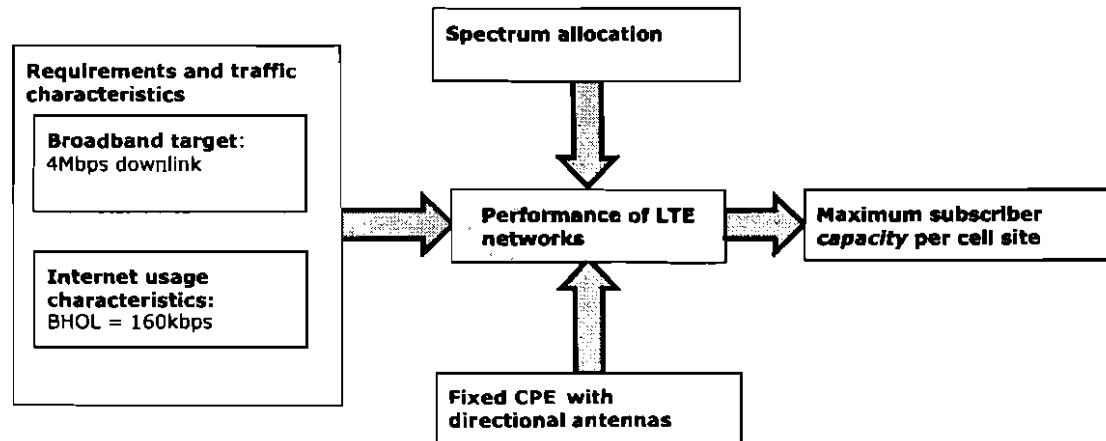 Spectrum allocation
Requirements and traffic
characteristics
Broadband target:
4Mbps downlink
Internet usage
characteristics:
BHOL = 160kbps
Performance of LTE
networks
Maximum subscriber
capacity per cell site
Fixed CPE with
directional antennas